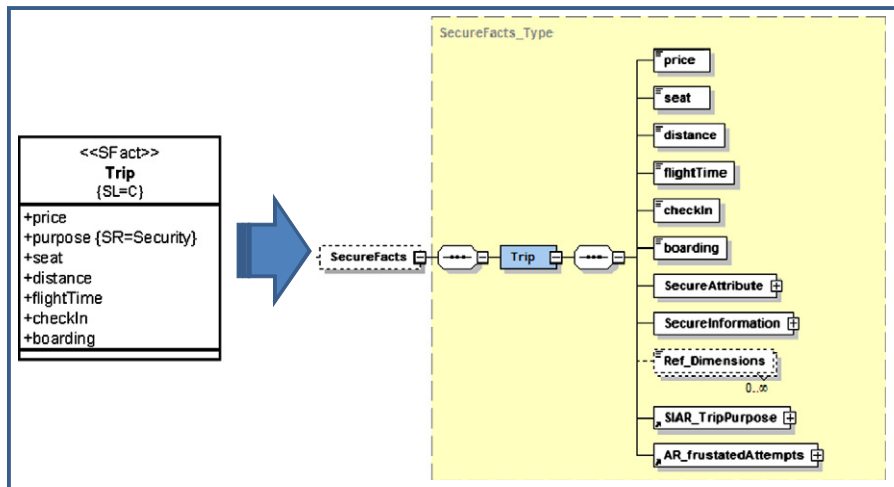 <<SFact>>
Trip
{SL=C}
+price
+purpose {SR=Security}
+seat
+distance
+flightTime
+checkIn
+boarding
SecureFacts_Type
SecureFacts
Trip
price
seat
distance
flightTime
checkIn
boarding
SecureAttribute
SecureInformation
Ref_Dimensions
0..∞
SIAR_TripPurpose
AR_frustatedAttempts